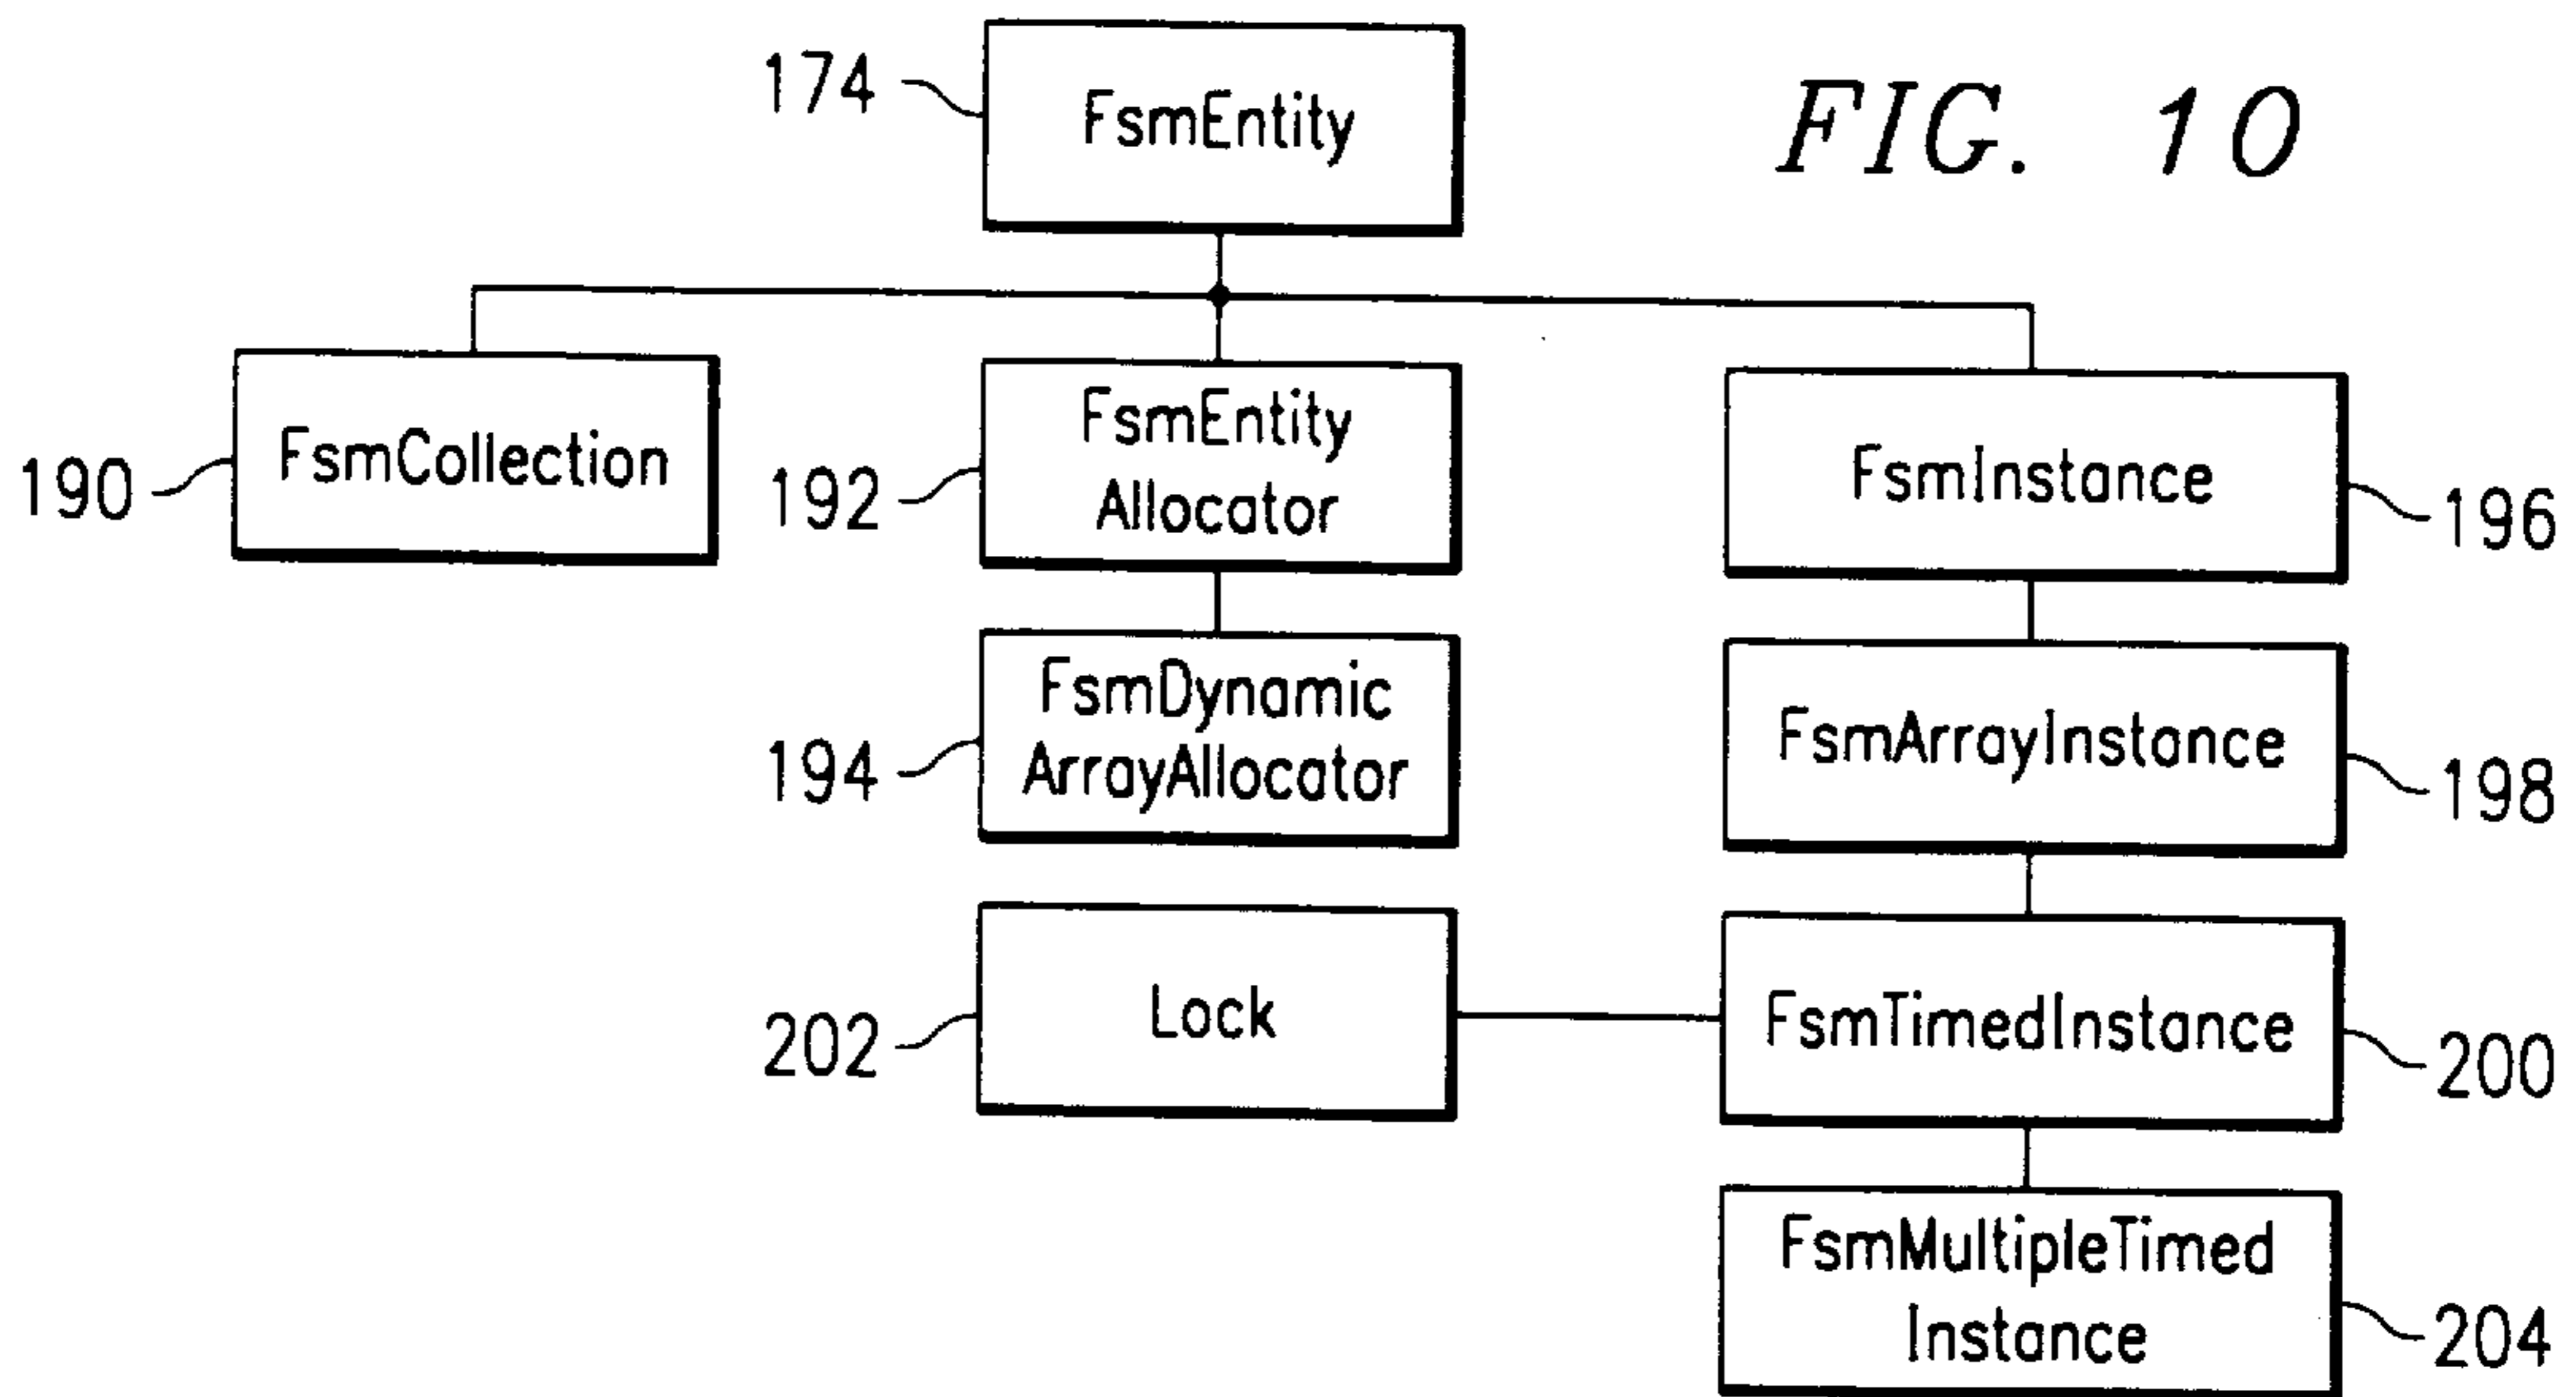 FIG. 10
174
FsmEntity
190
FsmCollection
192
FsmEntity
Allocator
FsmInstance
196
194
FsmDynamic
ArrayAllocator
FsmArrayInstance
198
202
Lock
FsmTimedInstance
200
FsmMultipleTimed
Instance
204